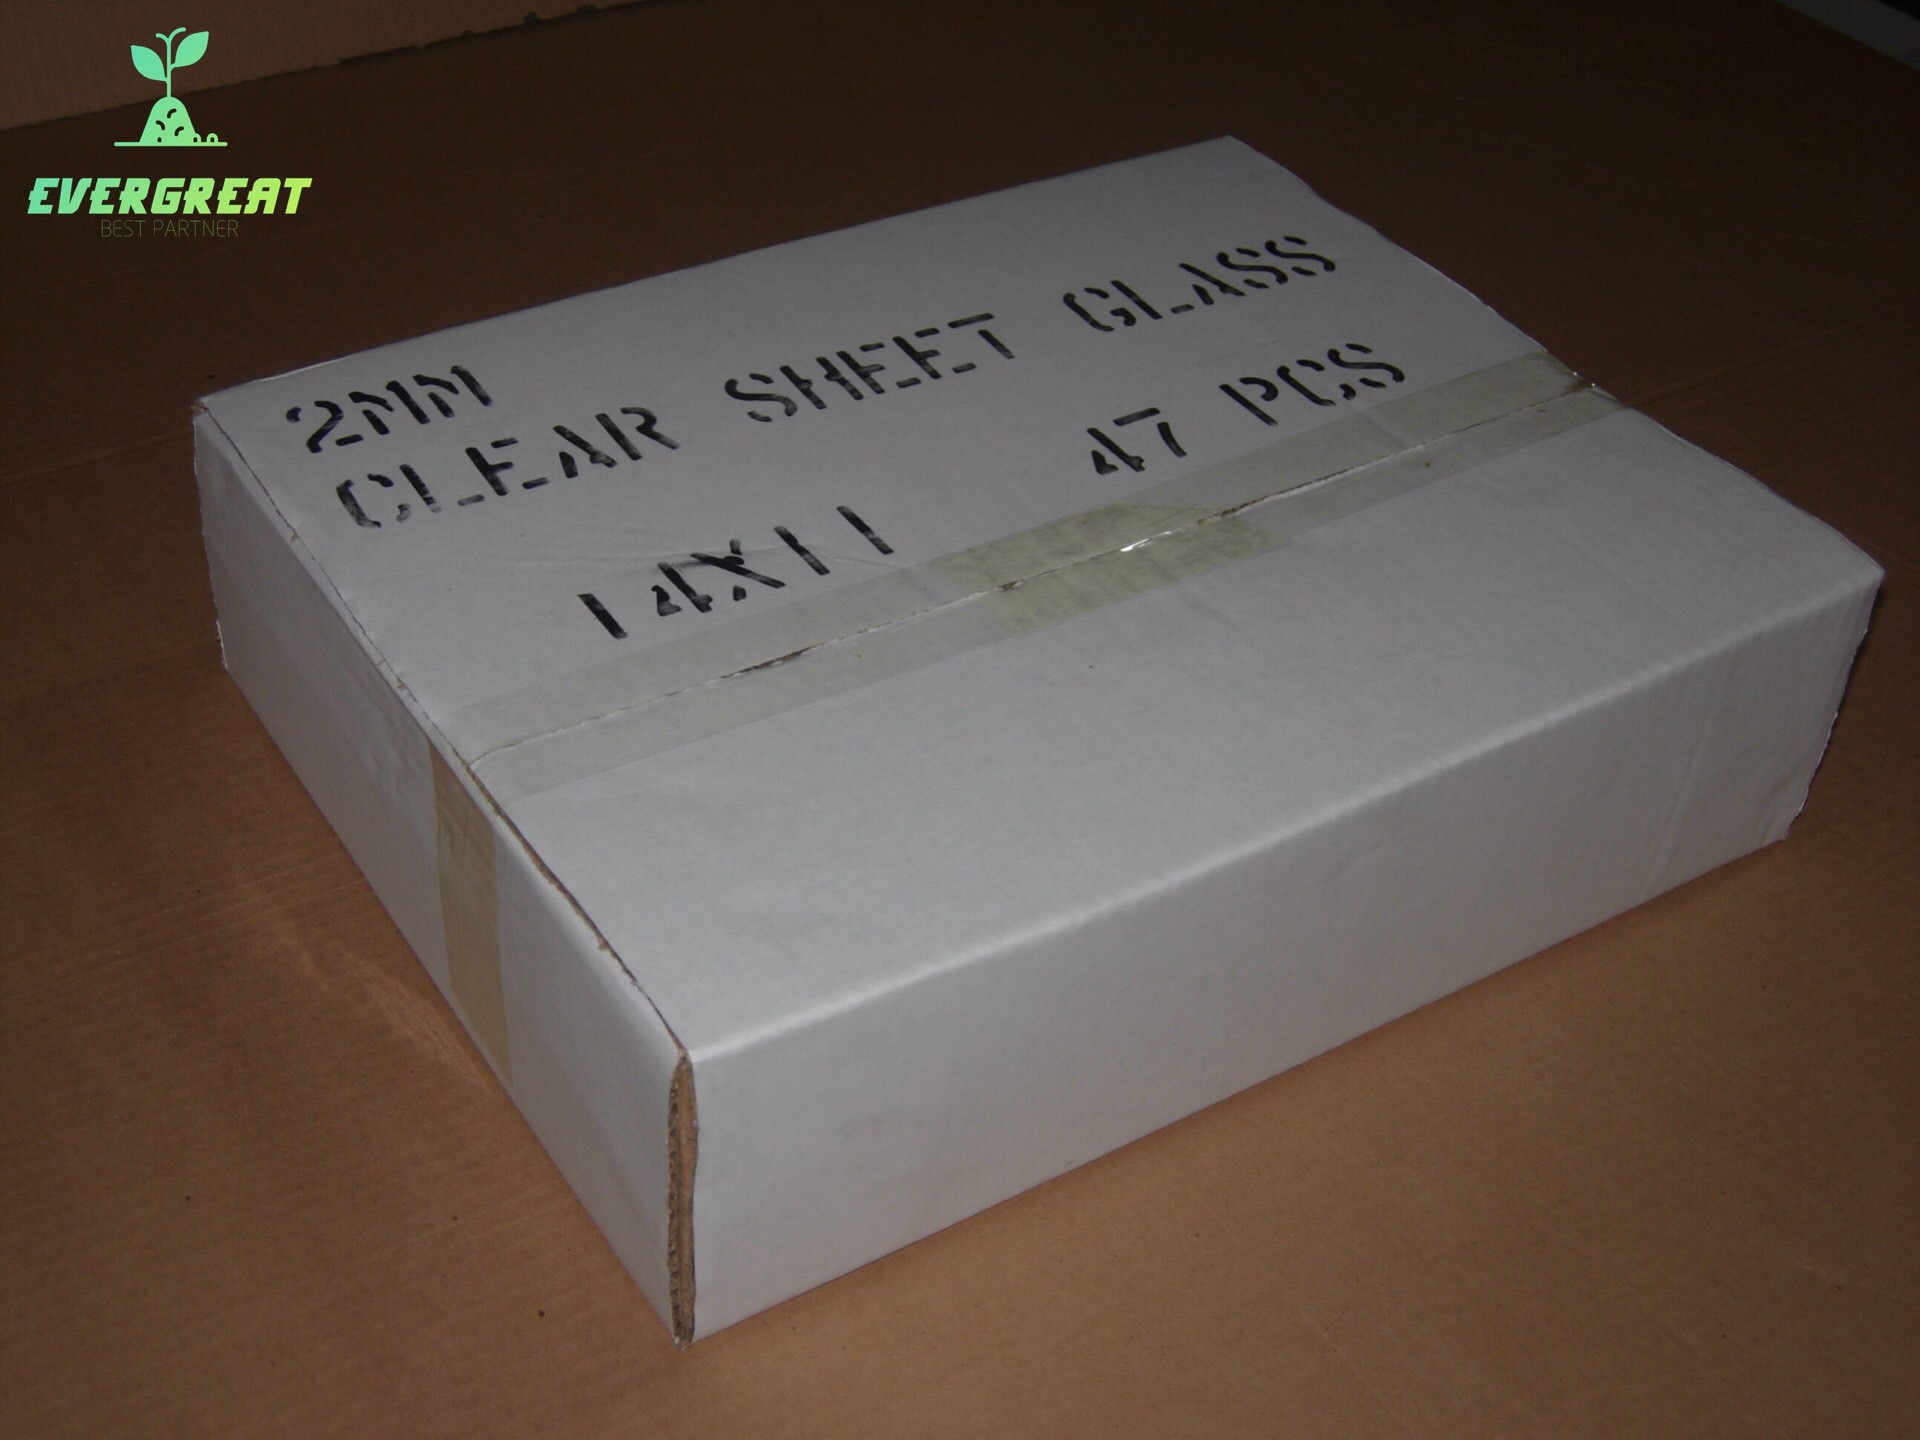 EVERGREAT
BEST PARTNER
2MM
CLEAR SHEET GLASS
14X11 47 PCS